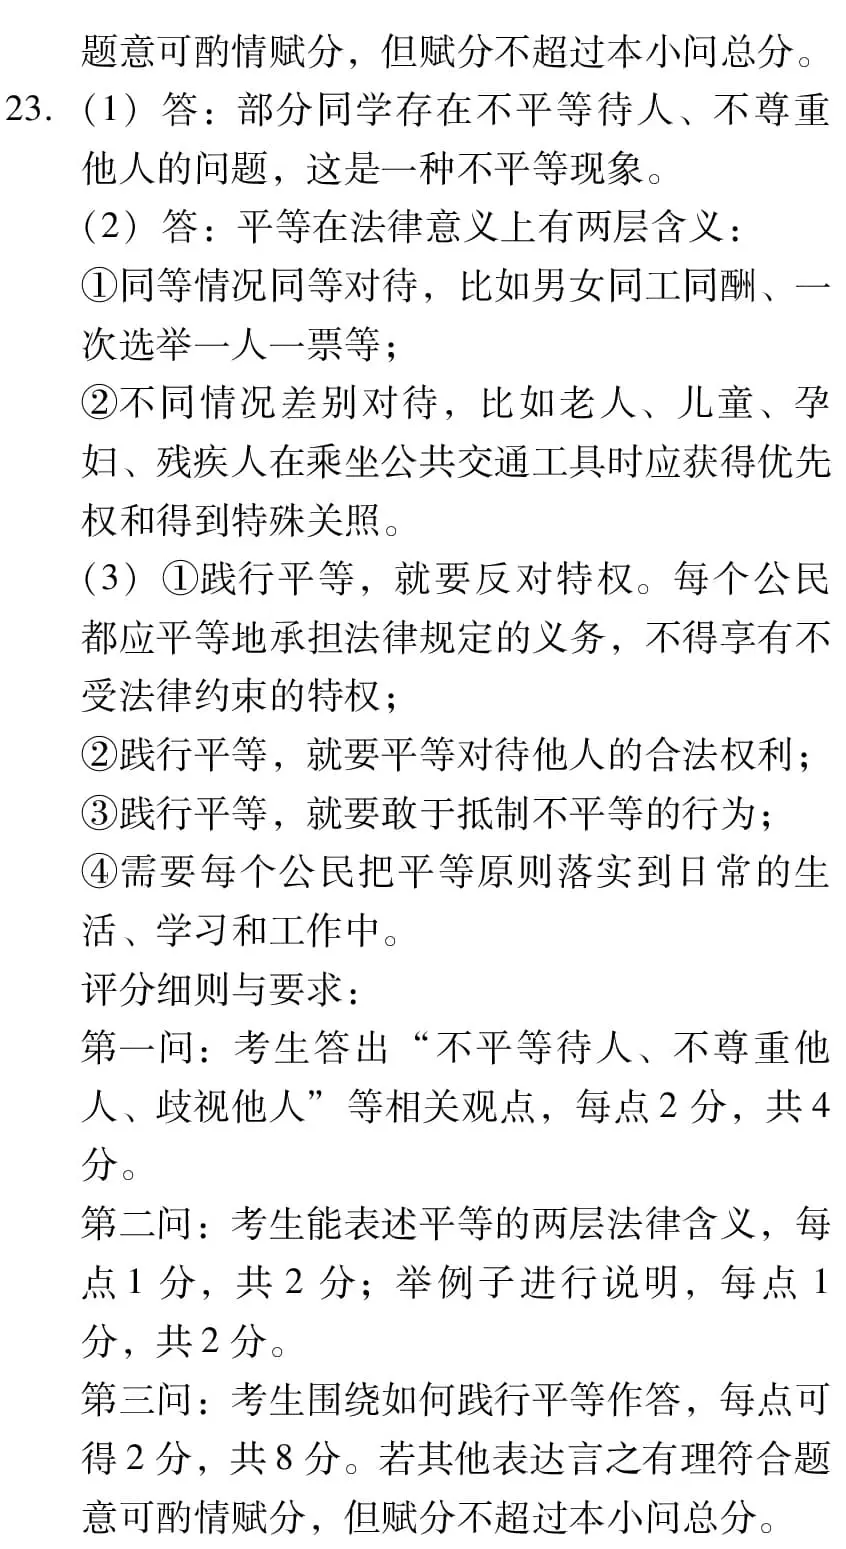 题意可酌情赋分，但赋分不超过本小问总分。
23.（1）答：部分同学存在不平等待人、不尊重
他人的问题，这是一种不平等现象。
（2）答：平等在法律意义上有两层含义：
①同等情况同等对待，比如男女同工同酬、一
次选举一人一票等；
②不同情况差别对待，比如老人、儿童、孕
妇、残疾人在乘坐公共交通工具时应获得优先
权和得到特殊关照。
（3）①践行平等，就要反对特权。每个公民
都应平等地承担法律规定的义务，不得享有不
受法律约束的特权；
②践行平等，就要平等对待他人的合法权利；
③践行平等，就要敢于抵制不平等的行为；
④需要每个公民把平等原则落实到日常的生
活、学习和工作中。
评分细则与要求：
第一问：考生答出“不平等待人、不尊重他
人、歧视他人”等相关观点，每点2分，共4
分。
第二问：考生能表述平等的两层法律含义，每
点1分，共2分；举例子进行说明，每点1
分，共2分。
第三问：考生围绕如何践行平等作答，每点可
得2分，共8分。若其他表达言之有理符合题
意可酌情赋分，但赋分不超过本小问总分。